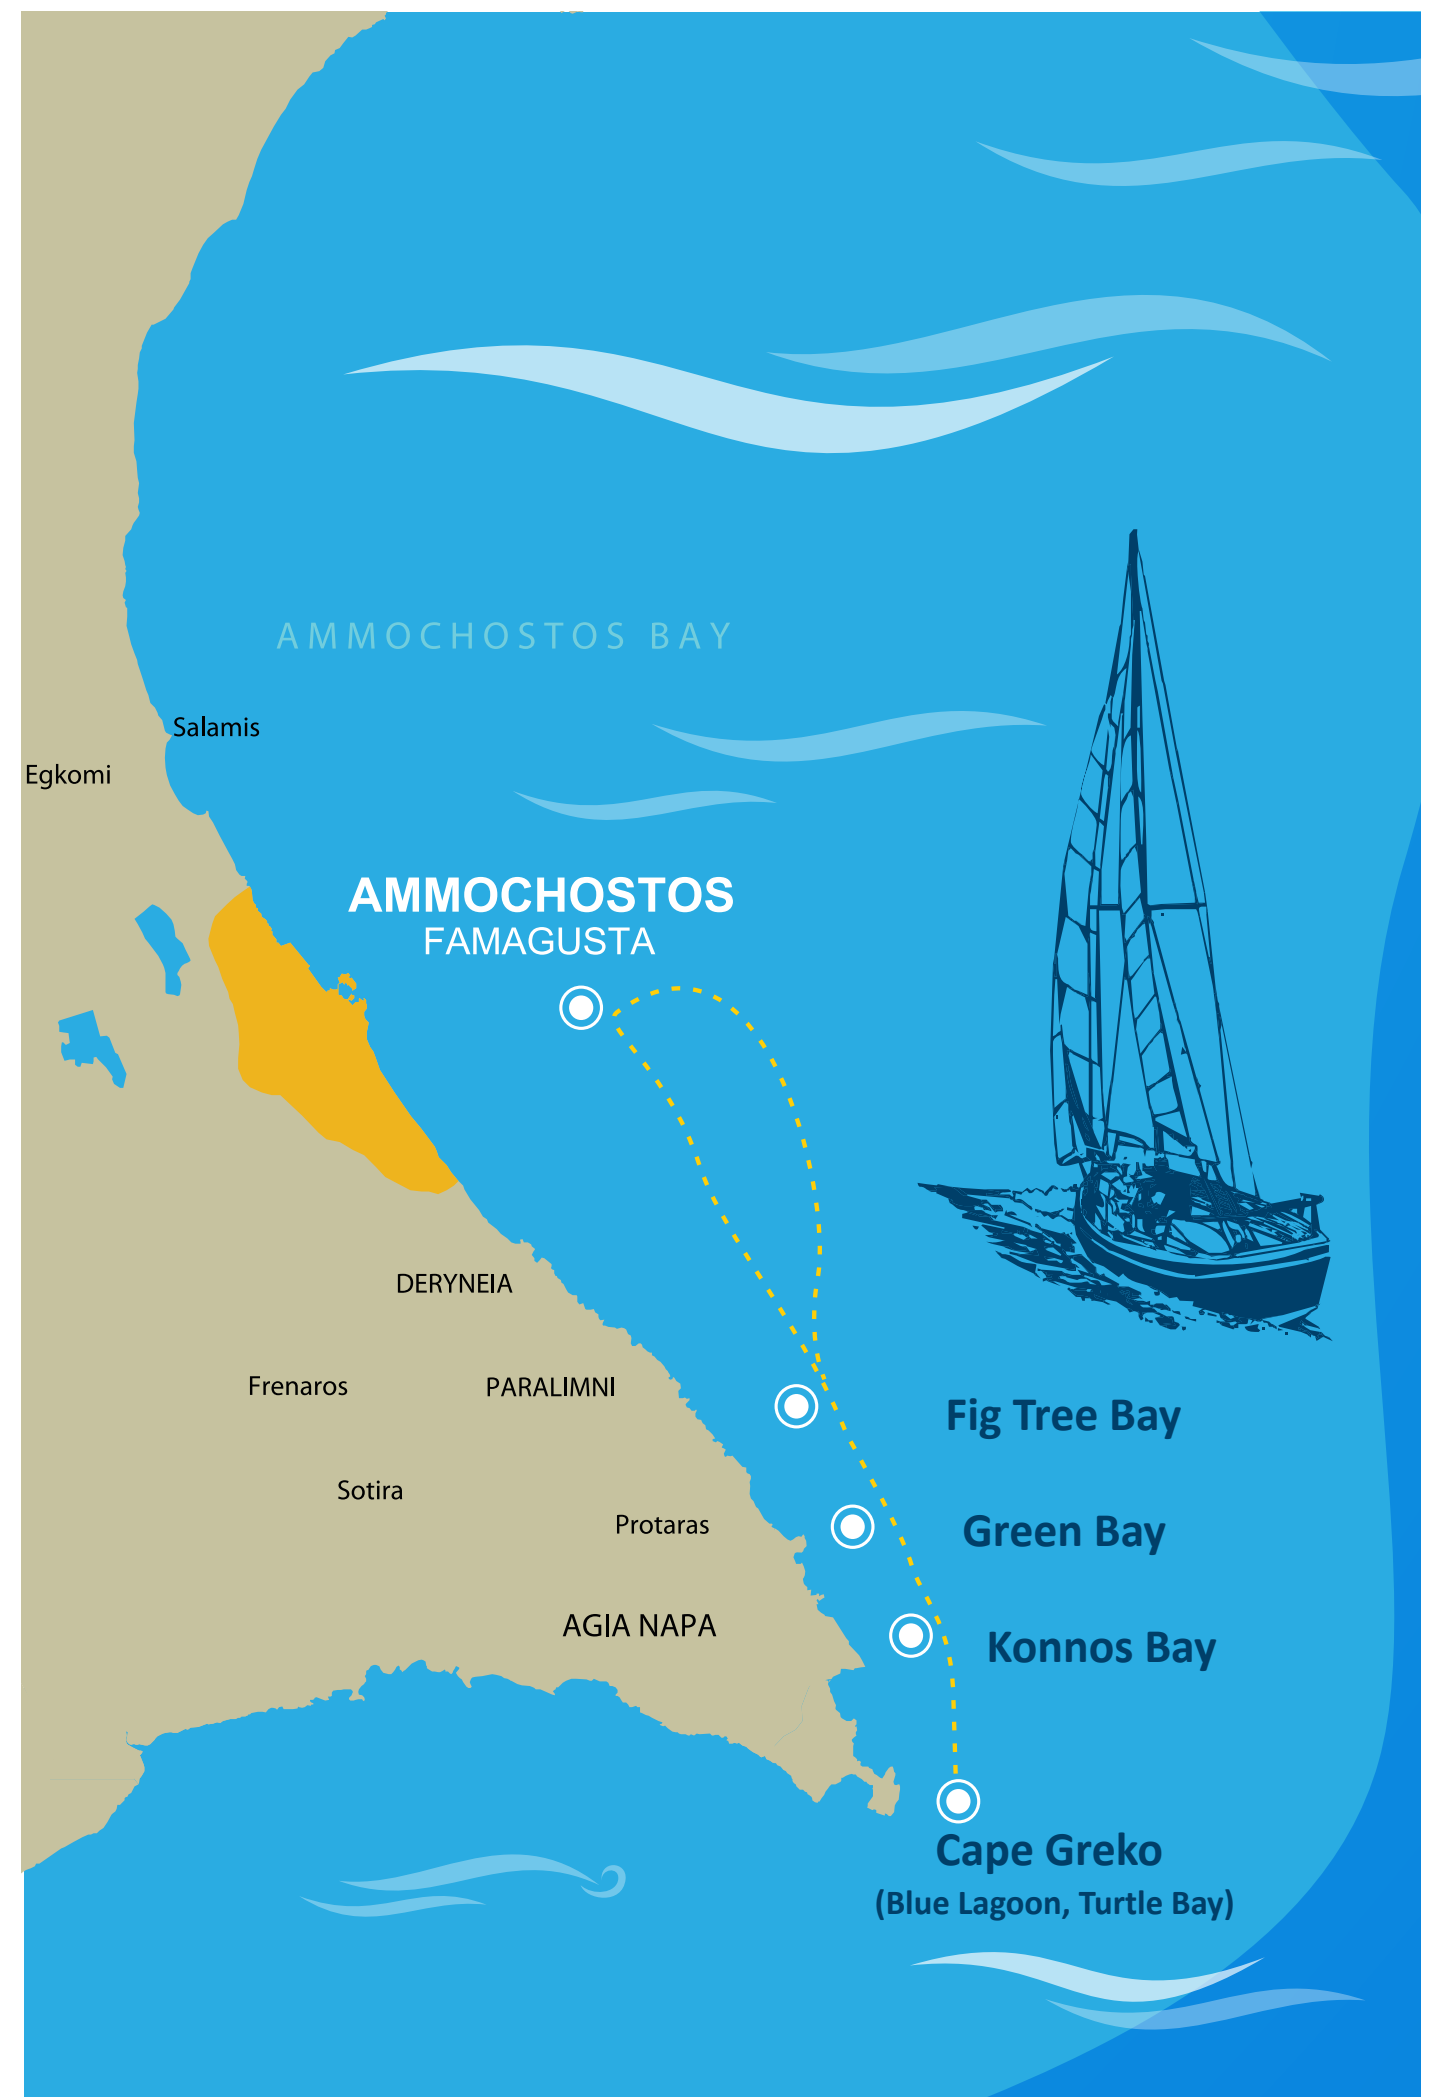 AMMOCHOSTOS BAY
Salamis
Egkomi
AMMOCHOSTOS
FAMAGUSTA
DERYNEIA
Frenaros
PARALIMNI
Fig Tree Bay
Sotira
Protaras
Green Bay
AGIA NAPA
Konnos Bay
Cape Greko
(Blue Lagoon, Turtle Bay)